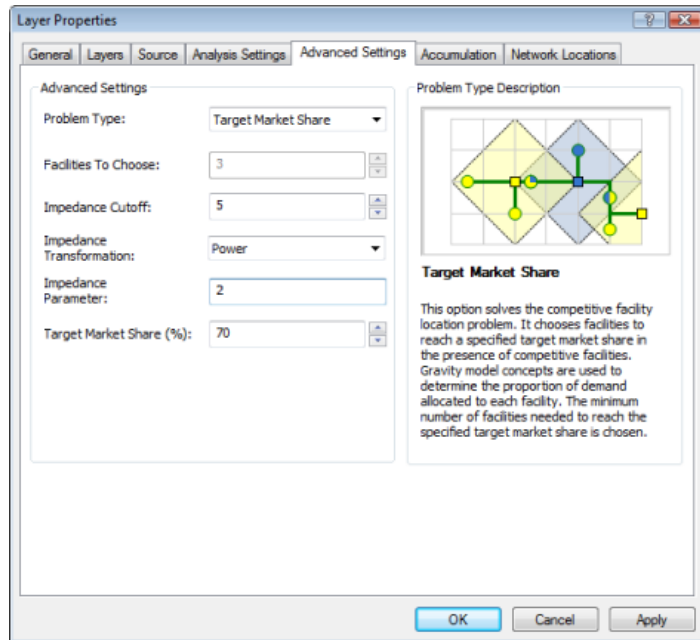 Layer Properties
General Layers Source Analysis Settings Advanced Settings Accumulation Network Locations
Advanced Settings
Problem Type: Target Market Share
Facilities To Choose: 3
Impedance Cutoff: 5
Impedance
Transformation: Power
Impedance
Parameter: 2
Target Market Share (%): 70
Problem Type Description
Target Market Share
This option solves the competitive facility
location problem. It chooses facilities to
reach a specified target market share in
the presence of competitive facilities.
Gravity model concepts are used to
determine the proportion of demand
allocated to each facility. The minimum
number of facilities needed to reach the
specified target market share is chosen.
OK Cancel Apply